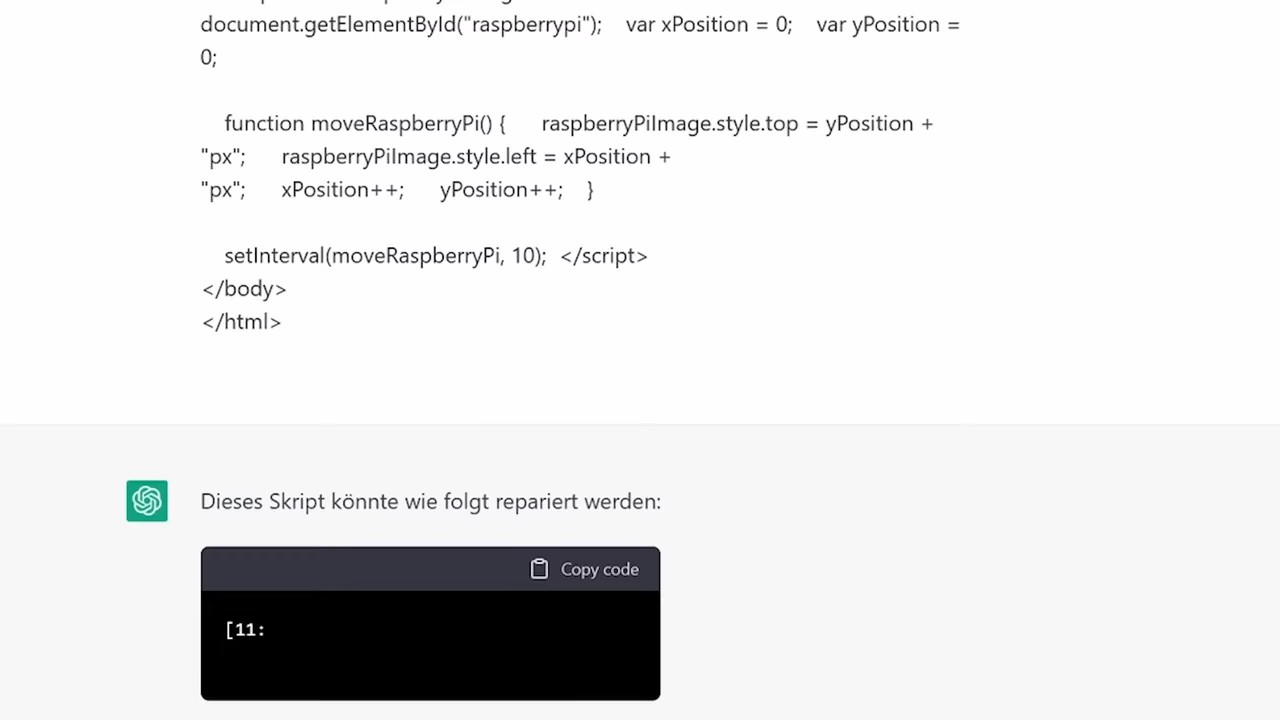 document.getElementById("raspberrypi"); var xPosition = 0; var yPosition =
0;
function moveRaspberryPi() { raspberryPiImage.style.top = yPosition +
"px"; raspberryPiImage.style.left = xPosition +
"px"; xPosition++; yPosition++; }
setInterval(moveRaspberryPi, 10); </script>
</body>
</html>
Dieses Skript könnte wie folgt repariert werden:
Copy code
[11: